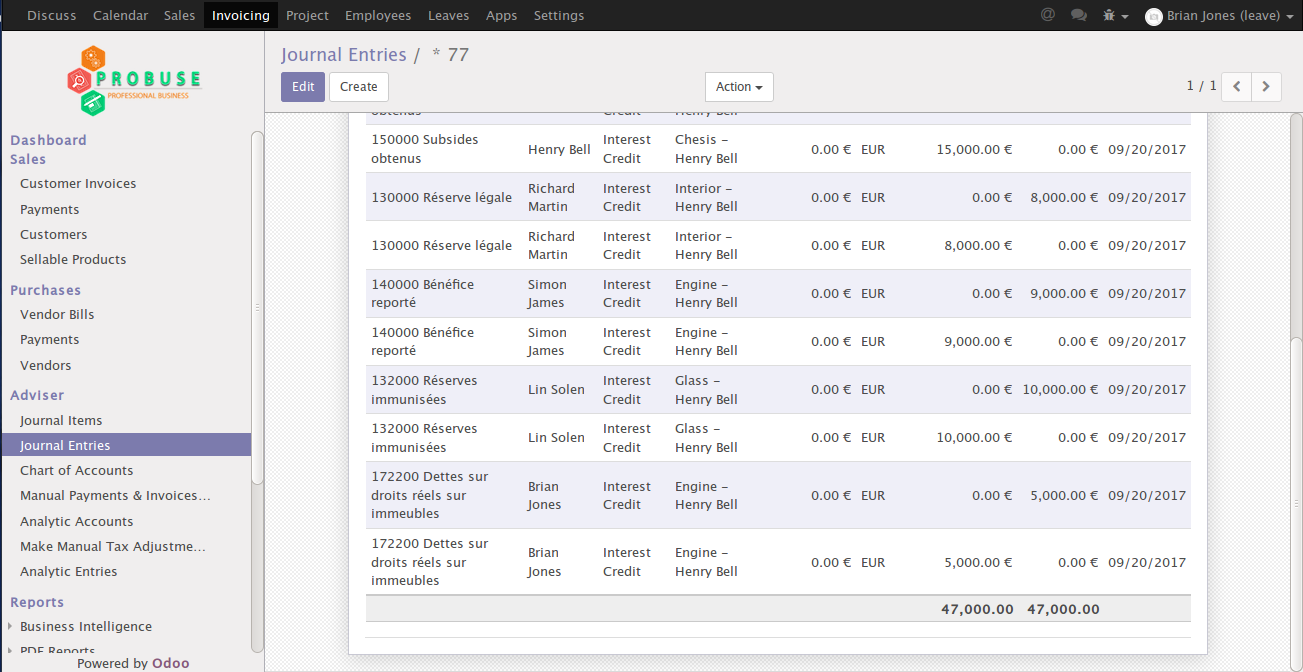 Discuss Calendar Sales Invoicing Project Employees Leaves Apps Settings @ Brian Jones (leave)
PROBUSE
PROFESSIONAL BUSINESS
Journal Entries / * 77
Edit Create Action 1 / 1
Dashboard
Sales
Customer Invoices
Payments
Customers
Sellable Products
Purchases
Vendor Bills
Payments
Vendors
Adviser
Journal Items
Journal Entries
Chart of Accounts
Manual Payments & Invoices...
Analytic Accounts
Make Manual Tax Adjustme...
Analytic Entries
Reports
Business Intelligence
PDF Reports
Powered by Odoo
obtenus Credit Henry Bell
150000 Subsides Interest Chesis –
Henry Bell 0.00 € EUR 15,000.00 € 0.00 € 09/20/2017
obtenus Credit Henry Bell
Richard Interest Interior –
130000 Réserve légale 0.00 € EUR 0.00 € 8,000.00 € 09/20/2017
Martin Credit Henry Bell
Richard Interest Interior –
130000 Réserve légale 0.00 € EUR 8,000.00 € 0.00 € 09/20/2017
Martin Credit Henry Bell
140000 Bénéfice Simon Interest Engine –
0.00 € EUR 0.00 € 9,000.00 € 09/20/2017
reporté James Credit Henry Bell
140000 Bénéfice Simon Interest Engine –
0.00 € EUR 9,000.00 € 0.00 € 09/20/2017
reporté James Credit Henry Bell
132000 Réserves Interest Glass –
Lin Solen 0.00 € EUR 0.00 € 10,000.00 € 09/20/2017
immunisées Credit Henry Bell
132000 Réserves Interest Glass –
Lin Solen 0.00 € EUR 10,000.00 € 0.00 € 09/20/2017
immunisées Credit Henry Bell
172200 Dettes sur
Brian Interest Engine –
droits réels sur 0.00 € EUR 0.00 € 5,000.00 € 09/20/2017
Jones Credit Henry Bell
immeubles
172200 Dettes sur
Brian Interest Engine –
droits réels sur 0.00 € EUR 5,000.00 € 0.00 € 09/20/2017
Jones Credit Henry Bell
immeubles
47,000.00 47,000.00